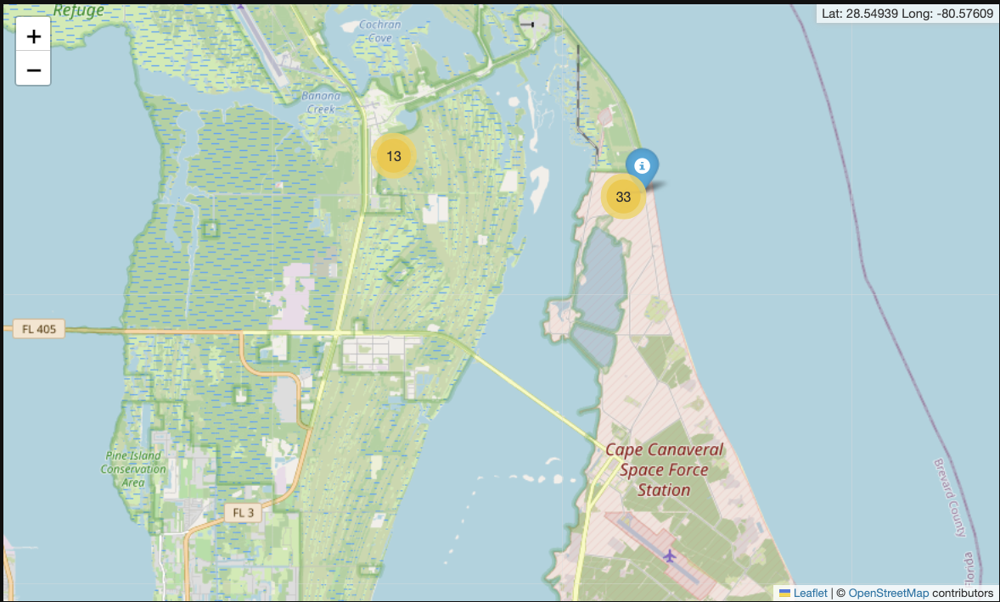 Refuge
Lat: 28.54939 Long: -80.57609
+
−
Cochran
Cove
Banana
Creek
13
i
33
FL 405
Cape Canaveral
Space Force
Station
Pine Island
Conservation
Area
Brevard County
FL 3
Florida
Leaflet | © OpenStreetMap contributors